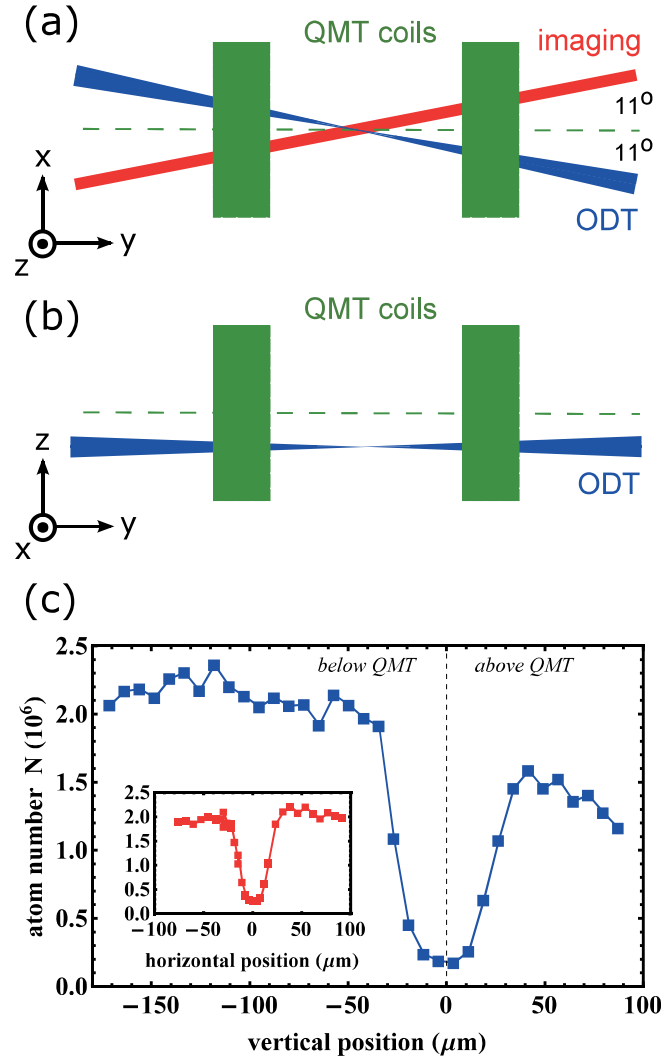 (a)
QMT coils
imaging
11°
11°
x
z
y
ODT
(b)
QMT coils
z
x
y
ODT
(c)
2.5
2.0
1.5
1.0
0.5
0.0
atom number N (10⁶)
below QMT
above QMT
2.5
2.0
1.5
1.0
0.5
0.0
−100
−50
0
50
100
horizontal position (μm)
−150
−100
−50
0
50
100
vertical position (μm)